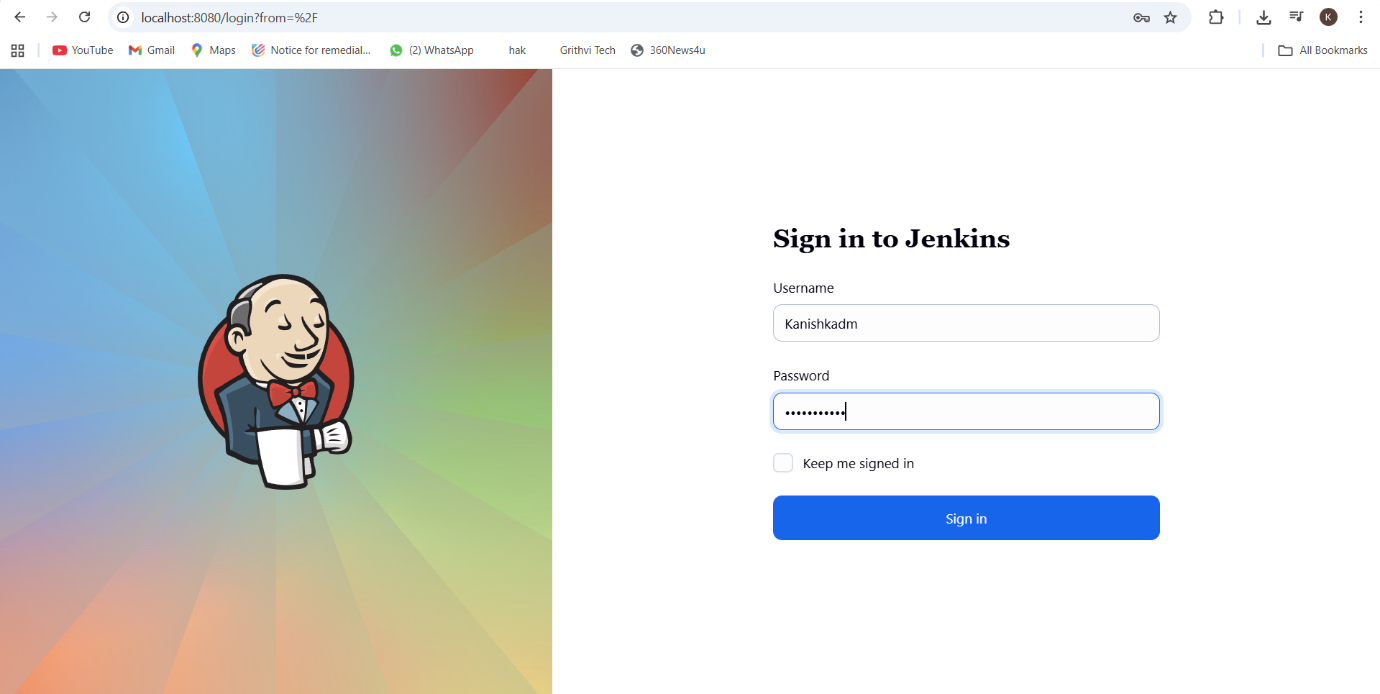 localhost:8080/login?from=%2F
K
YouTube Gmail Maps Notice for remedial... (2) WhatsApp hak Grithvi Tech 360News4u All Bookmarks
Sign in to Jenkins
Username
Kanishkadm
Password
•••••••••••
Keep me signed in
Sign in